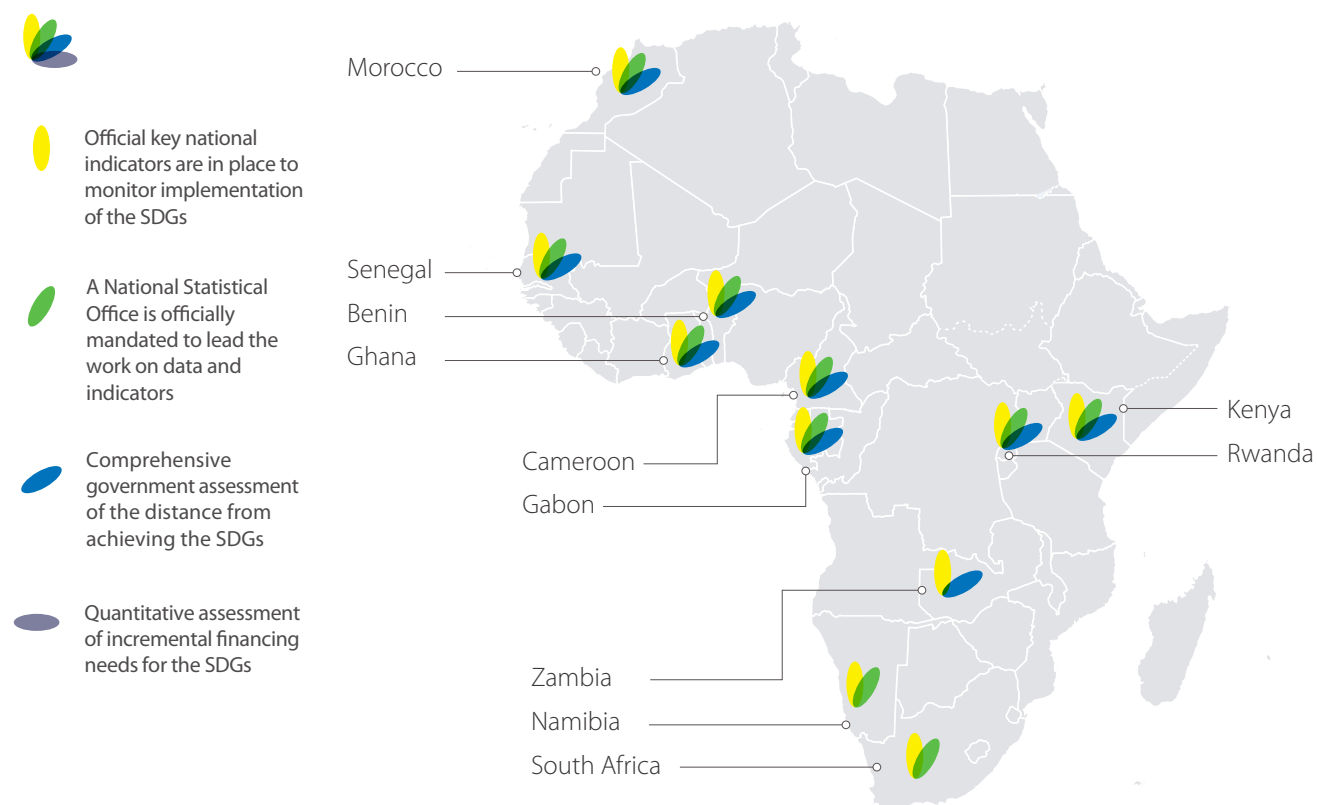 Official key national
indicators are in place to
monitor implementation
of the SDGs
A National Statistical
Office is officially
mandated to lead the
work on data and
indicators
Comprehensive
government assessment
of the distance from
achieving the SDGs
Quantitative assessment
of incremental financing
needs for the SDGs
Morocco
Senegal
Benin
Ghana
Cameroon
Gabon
Kenya
Rwanda
Zambia
Namibia
South Africa